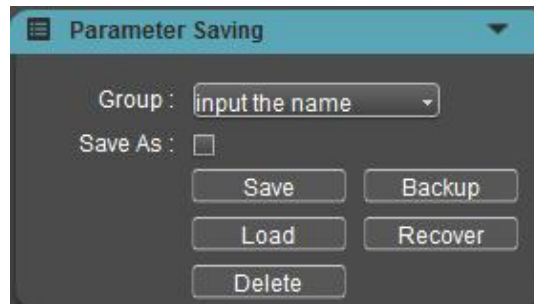 Parameter Saving
Group : input the name
Save As :
Save Backup
Load Recover
Delete